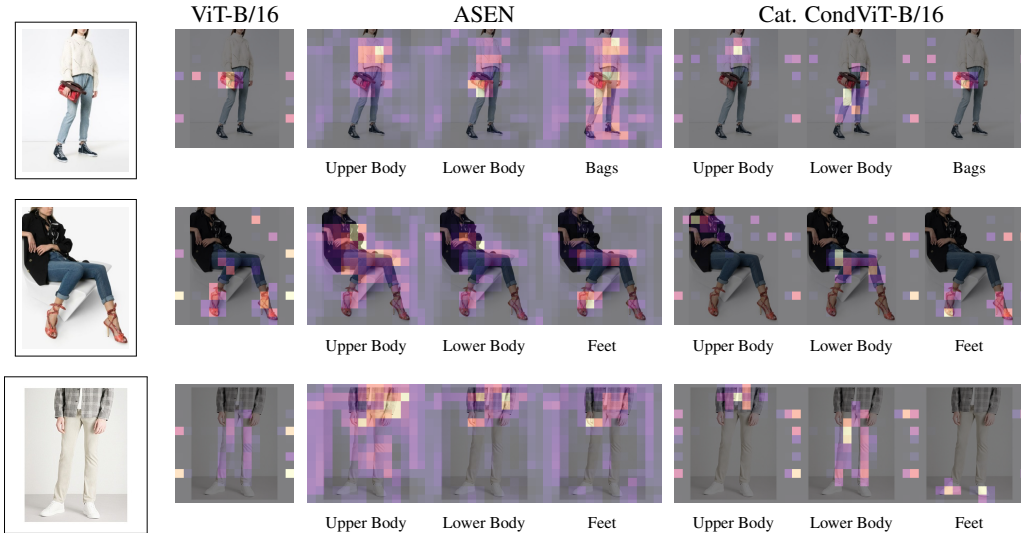 ViT-B/16 ASEN Cat. CondViT-B/16
Upper Body Lower Body Bags Upper Body Lower Body Bags
Upper Body Lower Body Feet Upper Body Lower Body Feet
Upper Body Lower Body Feet Upper Body Lower Body Feet